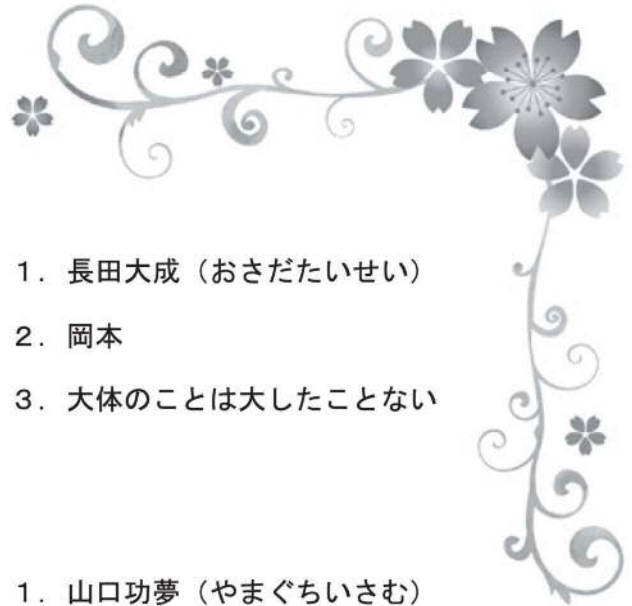 １．長田大成（おさだたいせい）
２．岡本
３．大体のことは大したことない
１．山口功夢（やまぐちいさむ）